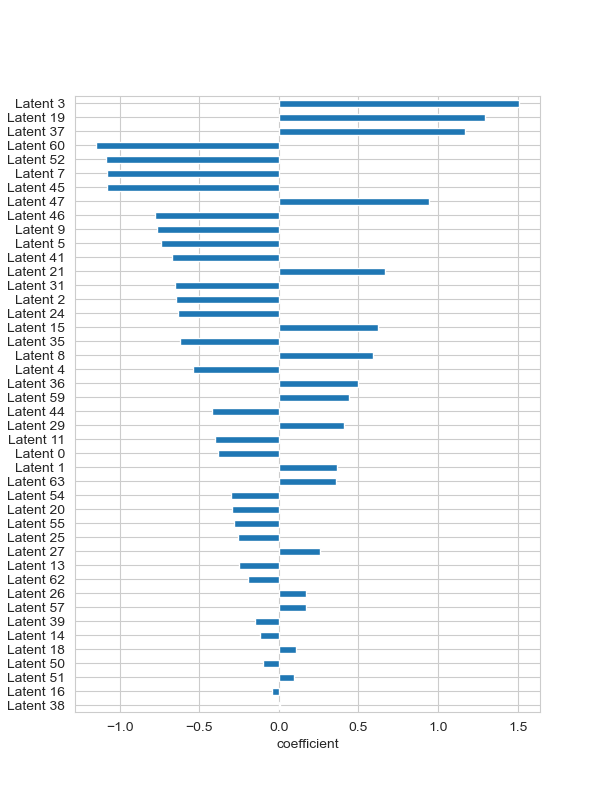 Latent 3
Latent 19
Latent 37
Latent 60
Latent 52
Latent 7
Latent 45
Latent 47
Latent 46
Latent 9
Latent 5
Latent 41
Latent 21
Latent 31
Latent 2
Latent 24
Latent 15
Latent 35
Latent 8
Latent 4
Latent 36
Latent 59
Latent 44
Latent 29
Latent 11
Latent 0
Latent 1
Latent 63
Latent 54
Latent 20
Latent 55
Latent 25
Latent 27
Latent 13
Latent 62
Latent 26
Latent 57
Latent 39
Latent 14
Latent 18
Latent 50
Latent 51
Latent 16
Latent 38
−1.0 −0.5 0.0 0.5 1.0 1.5
coefficient